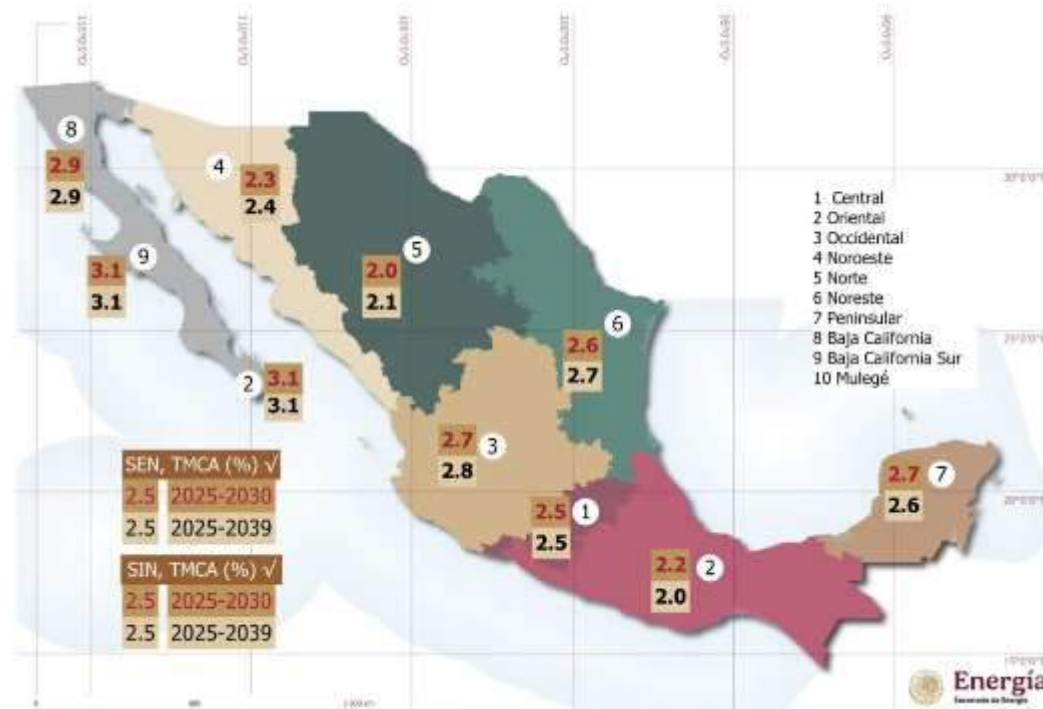 8
2.9
2.9
4
2.3
2.4
9
3.1
3.1
5
2.0
2.1
6
2.6
2.7
2
3.1
3.1
3
2.7
2.8
1
2.5
2.5
2
2.2
2.0
7
2.7
2.6
1 Central
2 Oriental
3 Occidental
4 Noroeste
5 Norte
6 Noreste
7 Peninsular
8 Baja California
9 Baja California Sur
10 Mulegé
SEN, TMCA (%) √
2.5 2025-2030
2.5 2025-2039
SIN, TMCA (%) √
2.5 2025-2030
2.5 2025-2039
Energía
Secretaría de Energía